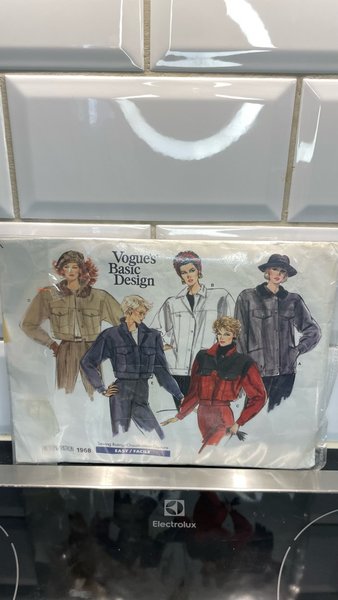 Vogue's
Basic
Design
B
1968
EASY / FACILE
Electrolux